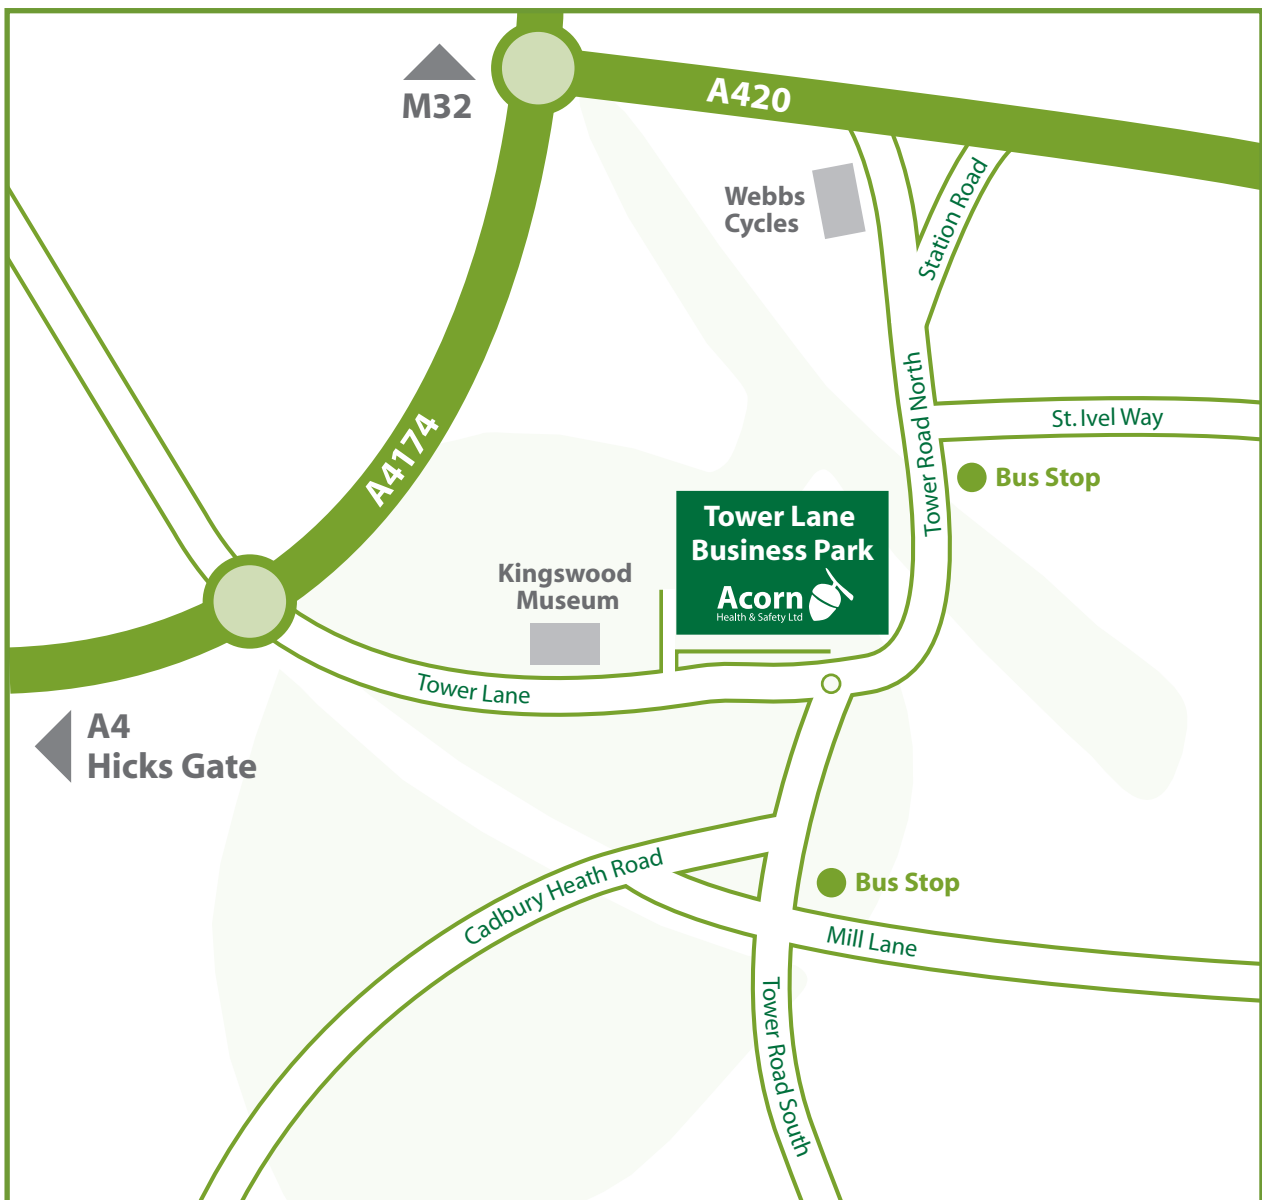 M32
A420
Webbs
Cycles
Station Road
Tower Road North
St. Ivel Way
A4174
Bus Stop
Tower Lane
Business Park
Acorn
Health & Safety Ltd
Kingswood
Museum
Tower Lane
A4
Hicks Gate
Cadbury Heath Road
Bus Stop
Mill Lane
Tower Road South